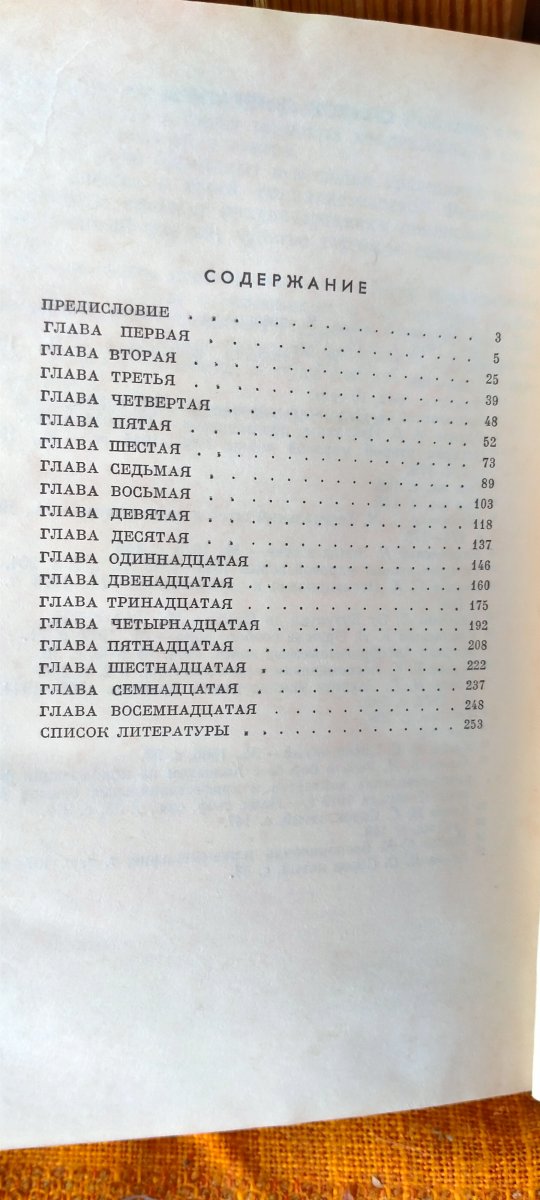 СОДЕРЖАНИЕ
ПРЕДИСЛОВИЕ . . . . . . . . . . . . . . 3
ГЛАВА ПЕРВАЯ . . . . . . . . . . . . . . 5
ГЛАВА ВТОРАЯ . . . . . . . . . . . . . . 25
ГЛАВА ТРЕТЬЯ . . . . . . . . . . . . . . 39
ГЛАВА ЧЕТВЕРТАЯ . . . . . . . . . . . . 48
ГЛАВА ПЯТАЯ . . . . . . . . . . . . . . 52
ГЛАВА ШЕСТАЯ . . . . . . . . . . . . . . 73
ГЛАВА СЕДЬМАЯ . . . . . . . . . . . . . 89
ГЛАВА ВОСЬМАЯ . . . . . . . . . . . . . 103
ГЛАВА ДЕВЯТАЯ . . . . . . . . . . . . . 118
ГЛАВА ДЕСЯТАЯ . . . . . . . . . . . . . 137
ГЛАВА ОДИННАДЦАТАЯ . . . . . . . . . . . 146
ГЛАВА ДВЕНАДЦАТАЯ . . . . . . . . . . . 160
ГЛАВА ТРИНАДЦАТАЯ . . . . . . . . . . . 175
ГЛАВА ЧЕТЫРНАДЦАТАЯ . . . . . . . . . . 192
ГЛАВА ПЯТНАДЦАТАЯ . . . . . . . . . . . 208
ГЛАВА ШЕСТНАДЦАТАЯ . . . . . . . . . . . 222
ГЛАВА СЕМНАДЦАТАЯ . . . . . . . . . . . 237
ГЛАВА ВОСЕМНАДЦАТАЯ . . . . . . . . . . 248
СПИСОК ЛИТЕРАТУРЫ . . . . . . . . . . . 253